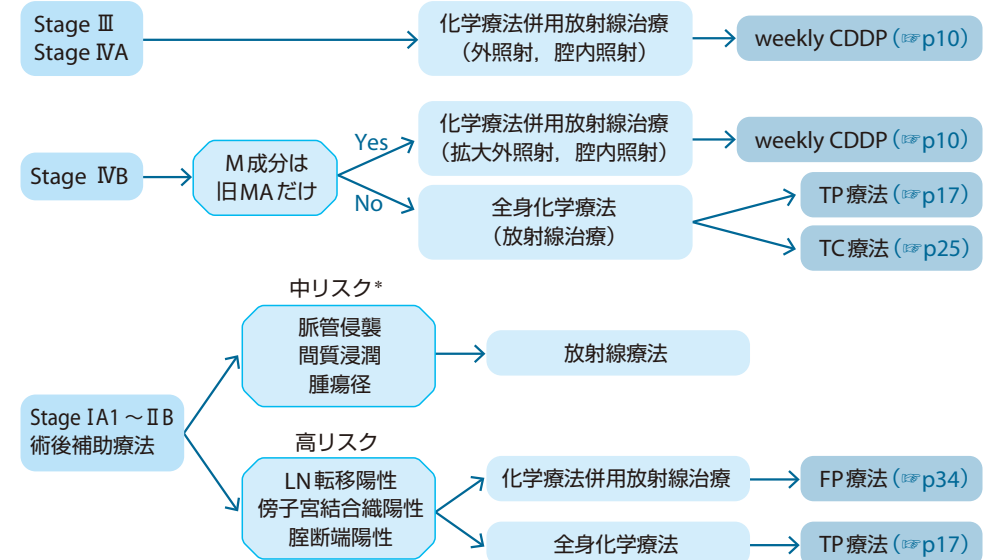 Stage Ⅲ
Stage ⅣA
化学療法併用放射線治療
（外照射，腔内照射）
weekly CDDP（☞p10）
Stage ⅣB
M成分は
旧MAだけ
Yes
No
化学療法併用放射線治療
（拡大外照射，腔内照射）
weekly CDDP（☞p10）
全身化学療法
（放射線治療）
TP療法（☞p17）
TC療法（☞p25）
Stage ⅠA1～ⅡB
術後補助療法
中リスク*
脈管侵襲
間質浸潤
腫瘍径
放射線療法
高リスク
LN転移陽性
傍子宮結合織陽性
腟断端陽性
化学療法併用放射線治療
FP療法（☞p34）
全身化学療法
TP療法（☞p17）